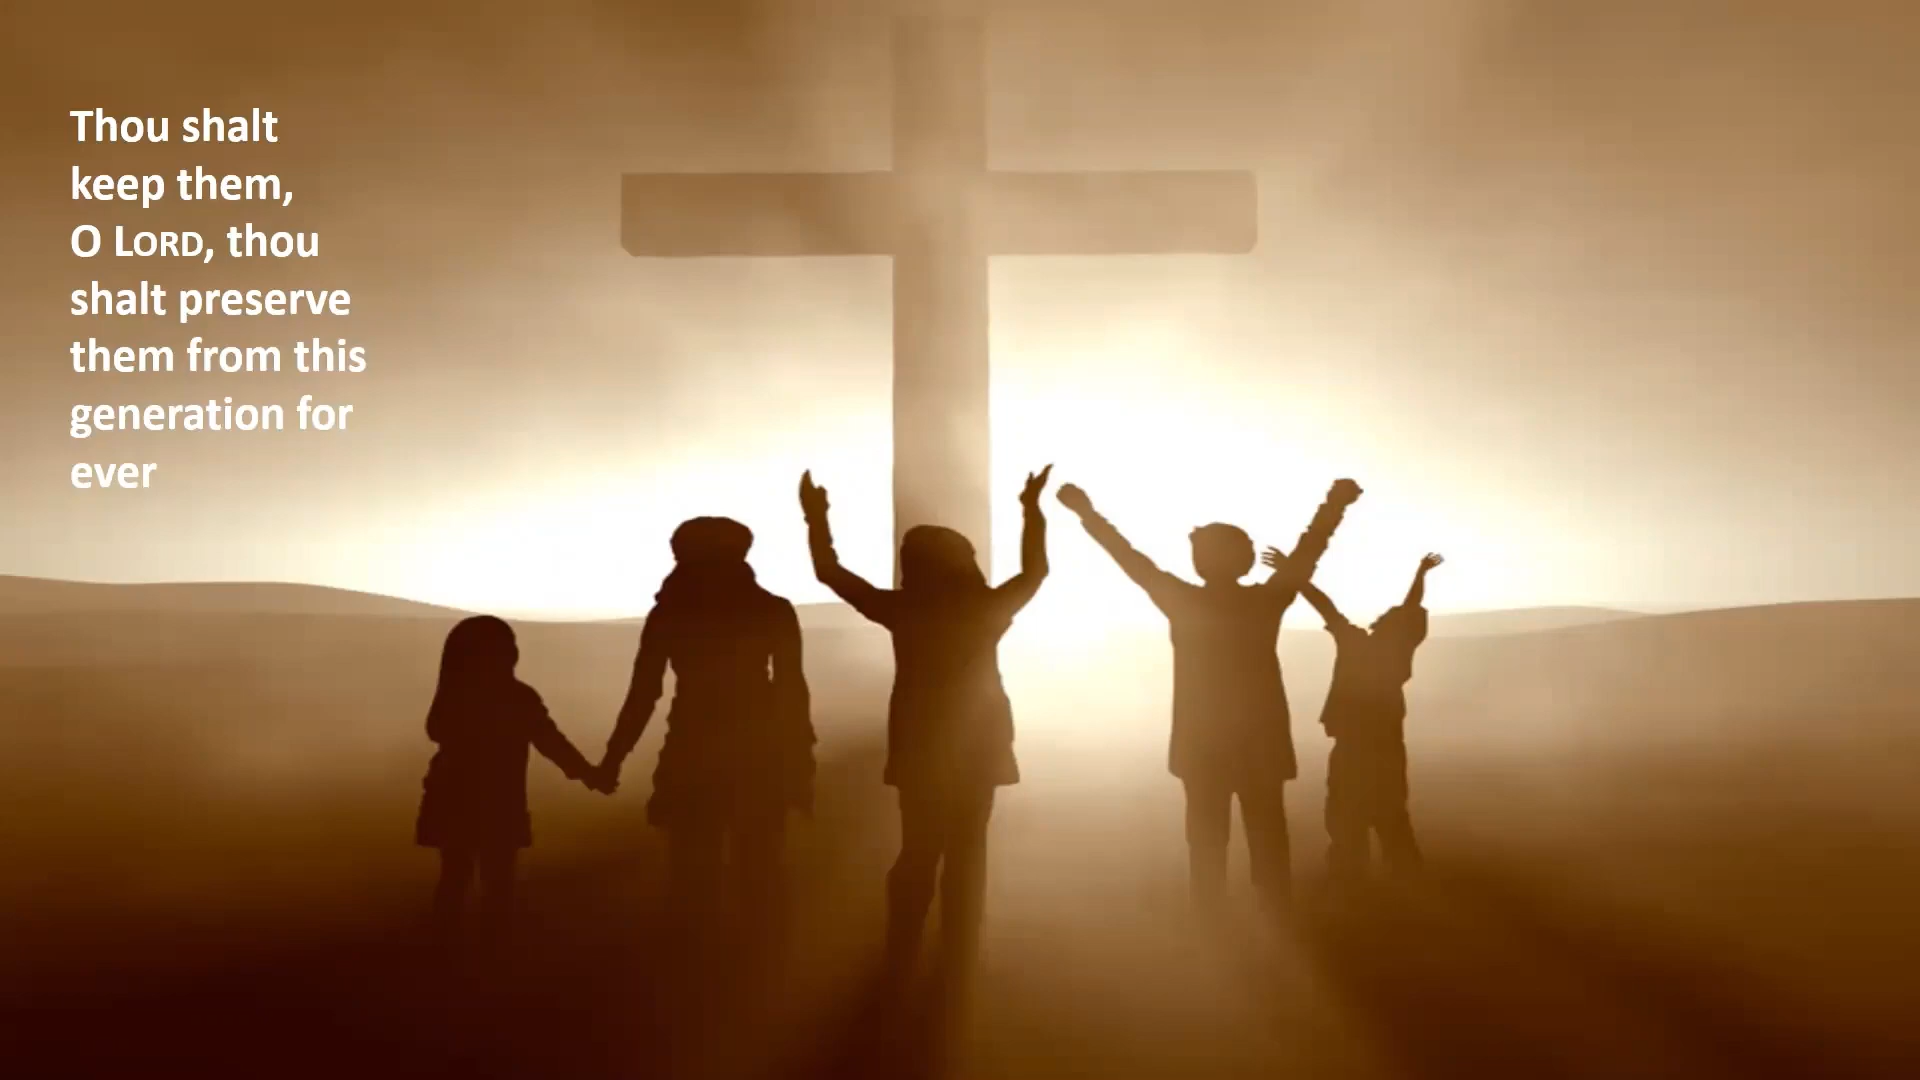 Thou shalt
keep them,
O LORD, thou
shalt preserve
them from this
generation for
ever